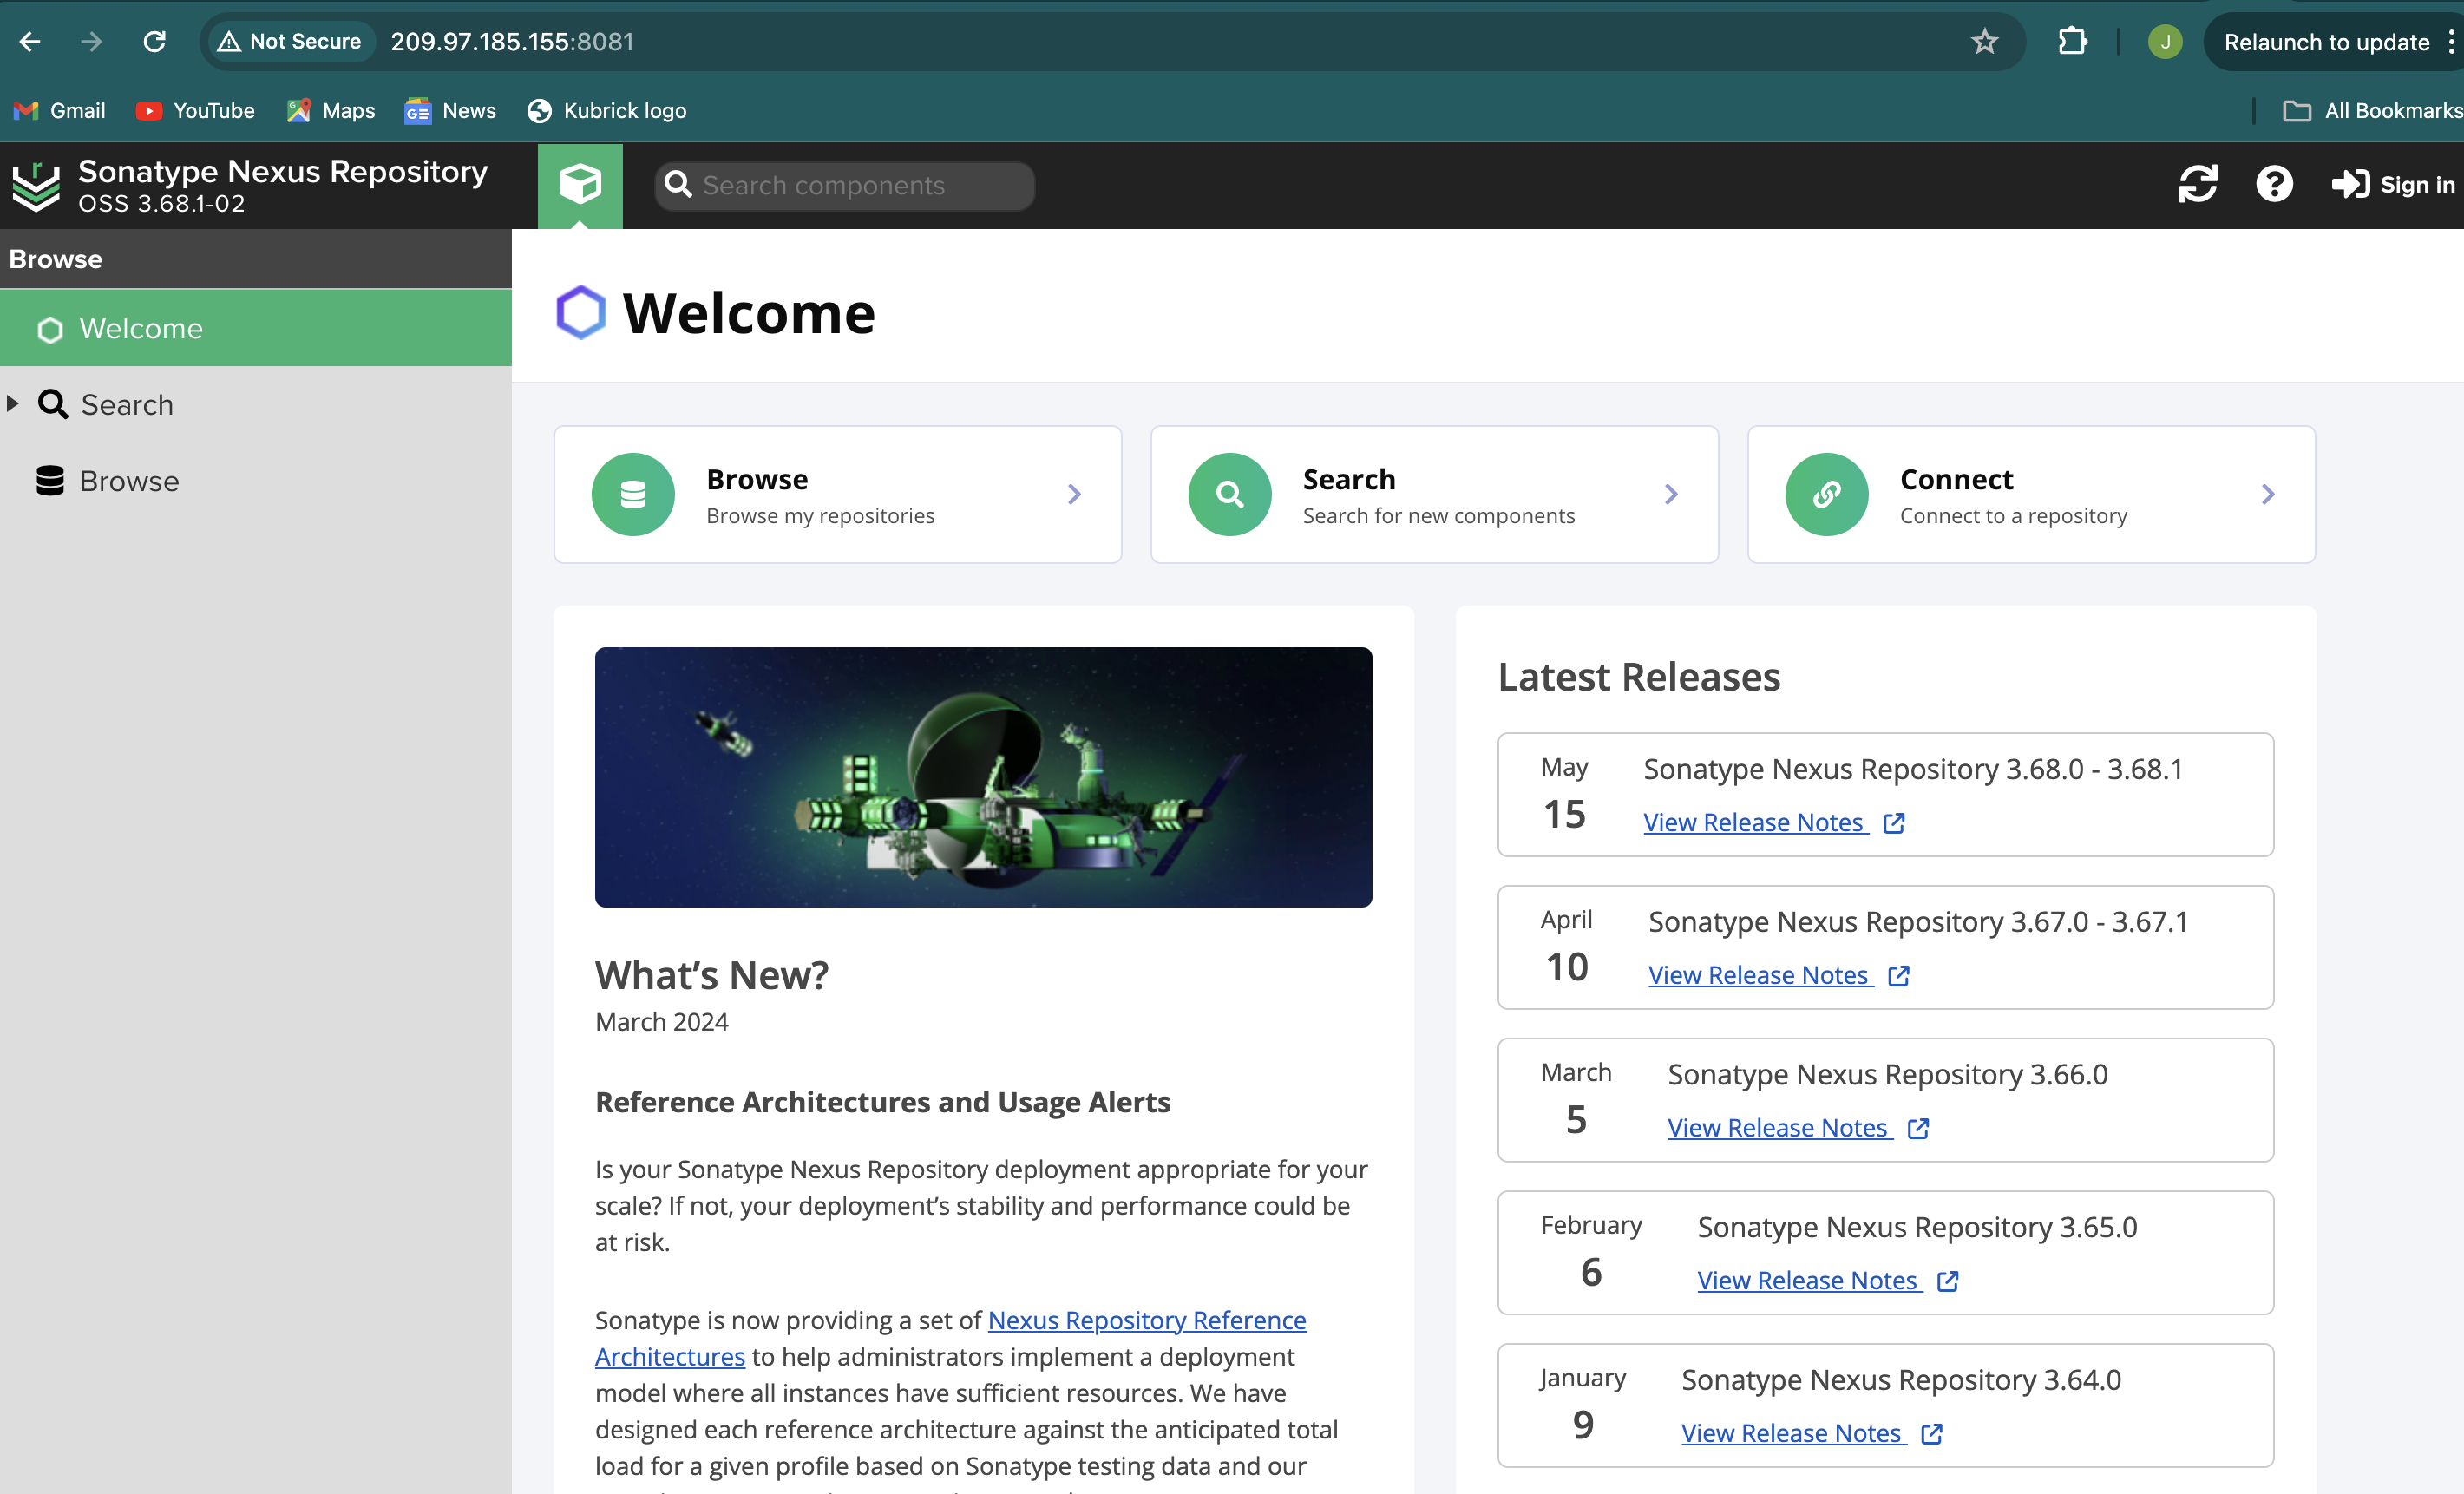 Not Secure 209.97.185.155:8081
J
Relaunch to update
Gmail YouTube Maps News Kubrick logo
All Bookmarks
Sonatype Nexus Repository
OSS 3.68.1-02
Search components
Sign in
Browse
Welcome
Search
Browse
Welcome
Browse
Browse my repositories
Search
Search for new components
Connect
Connect to a repository
What’s New?
March 2024
Reference Architectures and Usage Alerts
Is your Sonatype Nexus Repository deployment appropriate for your
scale? If not, your deployment’s stability and performance could be
at risk.
Sonatype is now providing a set of Nexus Repository Reference
Architectures to help administrators implement a deployment
model where all instances have sufficient resources. We have
designed each reference architecture against the anticipated total
load for a given profile based on Sonatype testing data and our
Latest Releases
May
15
Sonatype Nexus Repository 3.68.0 - 3.68.1
View Release Notes
April
10
Sonatype Nexus Repository 3.67.0 - 3.67.1
View Release Notes
March
5
Sonatype Nexus Repository 3.66.0
View Release Notes
February
6
Sonatype Nexus Repository 3.65.0
View Release Notes
January
9
Sonatype Nexus Repository 3.64.0
View Release Notes